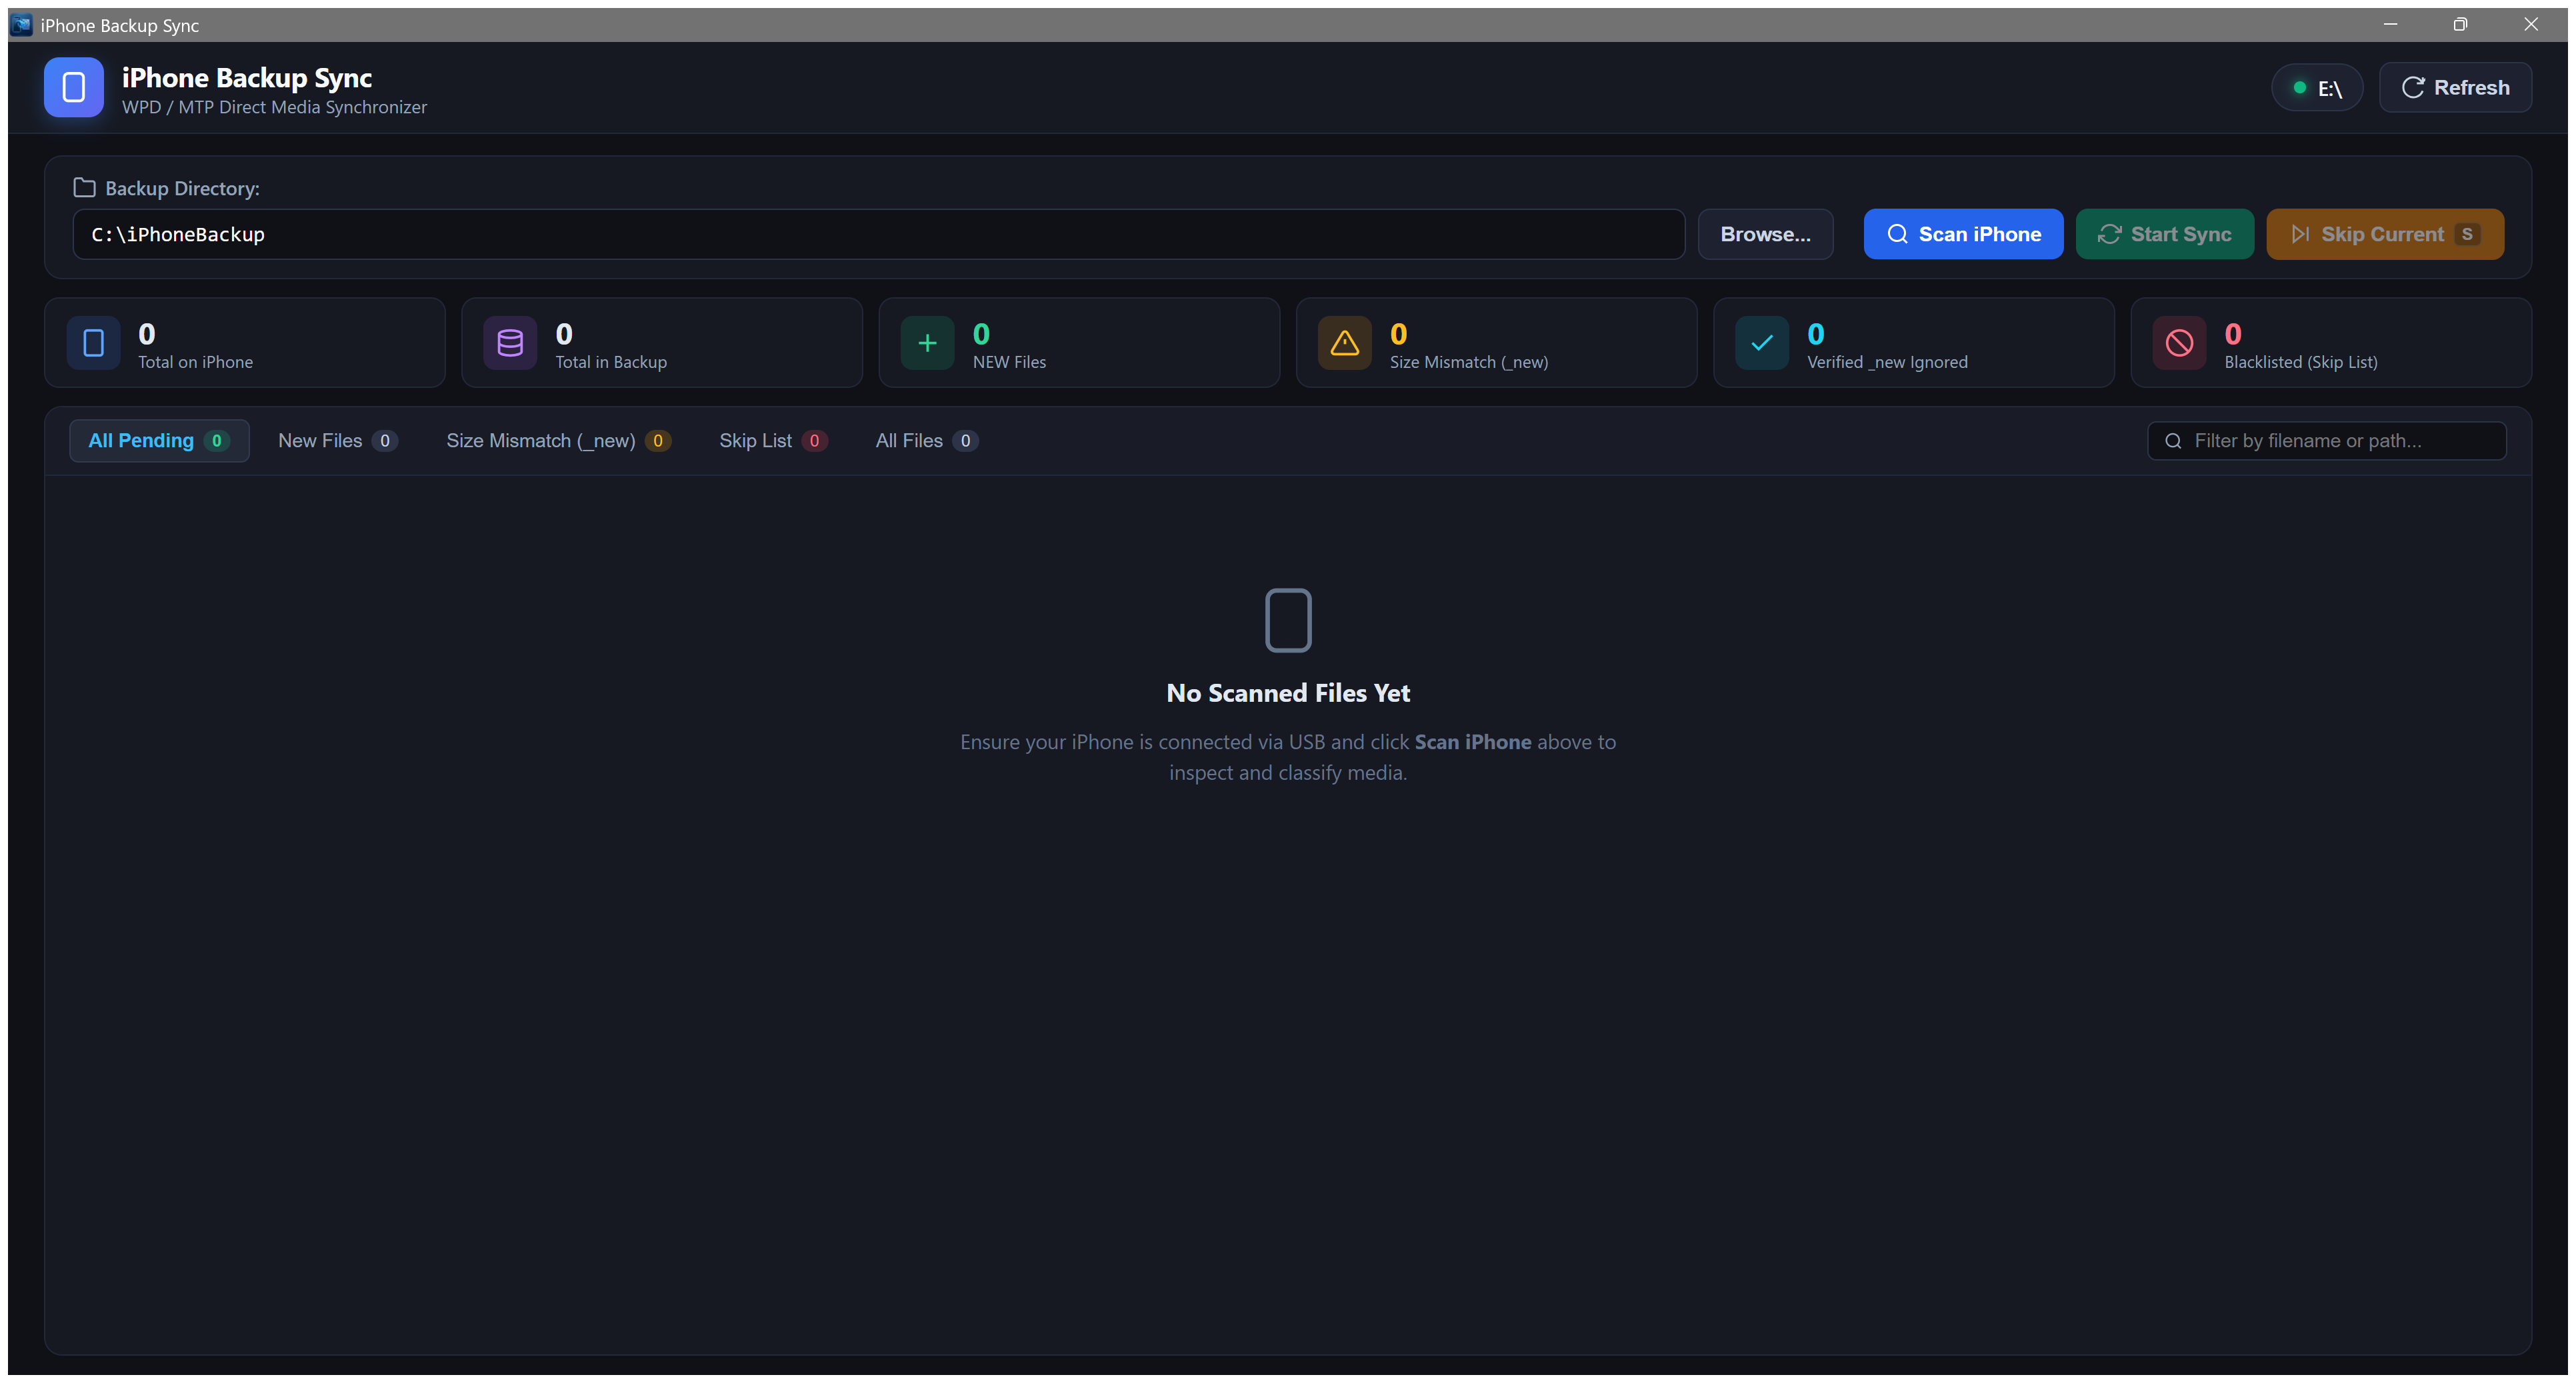 iPhone Backup Sync
iPhone Backup Sync
WPD / MTP Direct Media Synchronizer
E:\
Refresh
Backup Directory:
C:\iPhoneBackup
Browse...
Scan iPhone
Start Sync
Skip Current S
0
Total on iPhone
0
Total in Backup
0
NEW Files
0
Size Mismatch (_new)
0
Verified _new Ignored
0
Blacklisted (Skip List)
All Pending 0
New Files 0
Size Mismatch (_new) 0
Skip List 0
All Files 0
Filter by filename or path...
No Scanned Files Yet
Ensure your iPhone is connected via USB and click Scan iPhone above to
inspect and classify media.